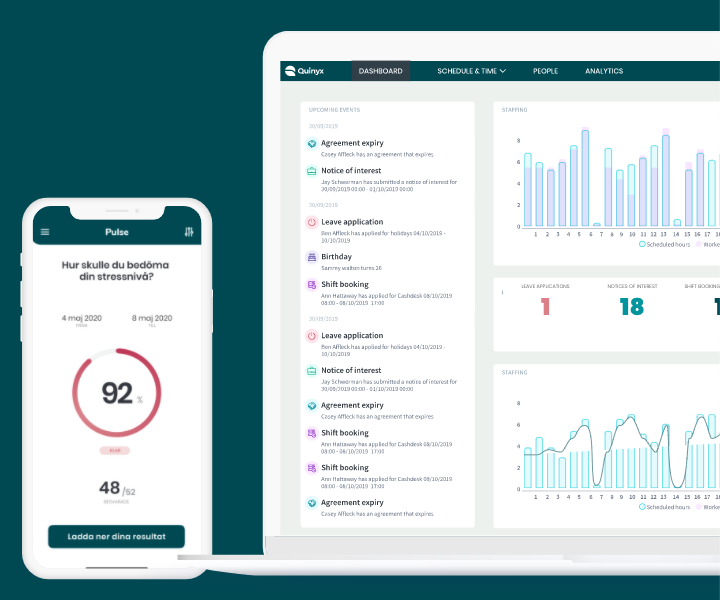 Quinyx
DASHBOARD
SCHEDULE & TIME
PEOPLE
ANALYTICS
UPCOMING EVENTS
30/09/2019
Agreement expiry
Casey Affleck has an agreement that expires
Notice of interest
Jay Schwerman has submitted a notice of interest for
30/09/2019 00:00 - 01/10/2019 00:00
30/09/2019
Leave application
Ben Affleck has applied for holidays 04/10/2019 -
10/10/2019
Birthday
Sammy walton turns 26
Shift booking
Ann Hattaway has applied for Cashdesk 08/10/2019
08:00 - 08/10/2019 17:00
30/09/2019
Leave application
Ben Affleck has applied for holidays 04/10/2019 -
10/10/2019
Notice of interest
Jay Schwerman has submitted a notice of interest for
30/09/2019 00:00 - 01/10/2019 00:00
Agreement expiry
Casey Affleck has an agreement that expires
Shift booking
Ann Hattaway has applied for Cashdesk 08/10/2019
08:00 - 08/10/2019 17:00
Shift booking
Ann Hattaway has applied for Cashdesk 08/10/2019
08:00 - 08/10/2019 17:00
Agreement expiry
Casey Affleck has an agreement that expires
STAFFING
8
6
4
2
0
1 2 3 4 5 6 7 8 9 10 11 12 13 14 15 16 17
Scheduled hours Worke
LEAVE APPLICATIONS
1
NOTICES OF INTEREST
18
SHIFT BOOKING
1
STAFFING
8
6
4
2
0
1 2 3 4 5 6 7 8 9 10 11 12 13 14 15 16 17
Scheduled hours Worke
Pulse
Hur skulle du bedöma
din stressnivå?
4 maj 2020
8 maj 2020
FRÅN
TILL
92 %
48 /52
Ladda ner dina resultat